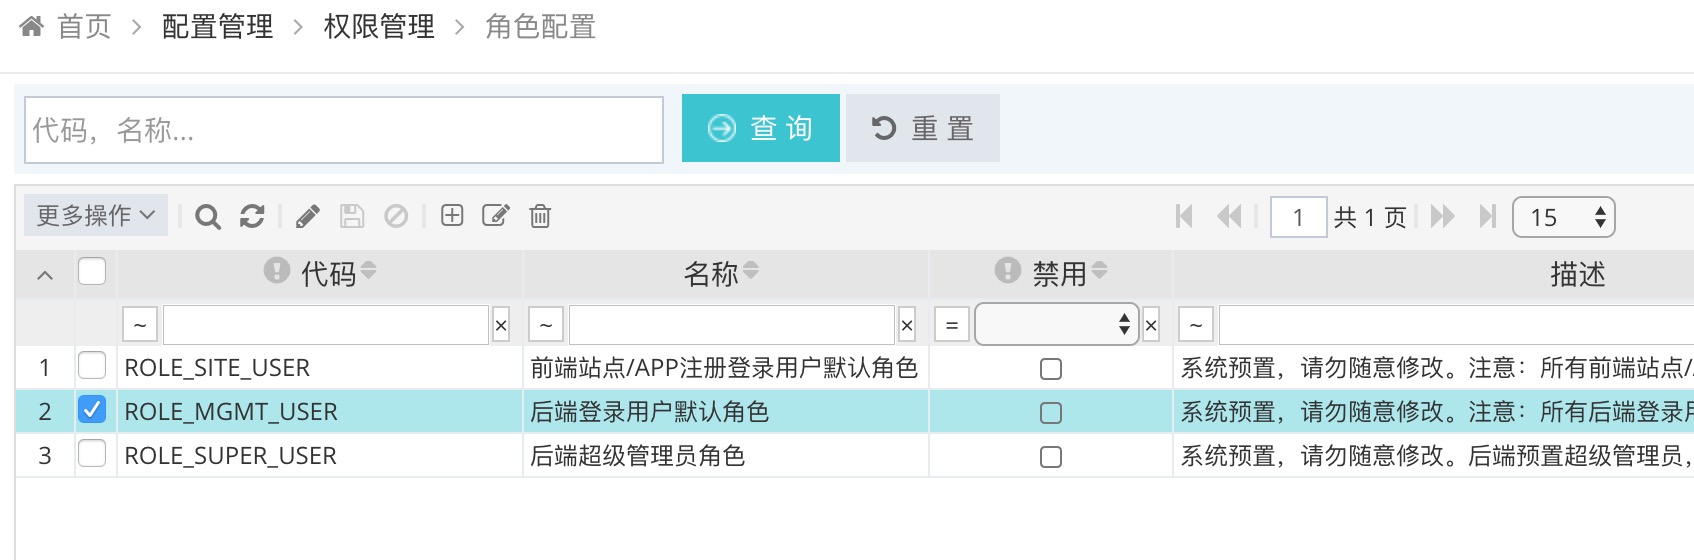 首页 > 配置管理 > 权限管理 > 角色配置
代码，名称... 查 询 重 置
更多操作 1 共 1 页 15
代码 名称 禁用 描述
~ × ~ × = × ~
1 ROLE_SITE_USER 前端站点/APP注册登录用户默认角色 系统预置，请勿随意修改。注意：所有前端站点/
2 ROLE_MGMT_USER 后端登录用户默认角色 系统预置，请勿随意修改。注意：所有后端登录用
3 ROLE_SUPER_USER 后端超级管理员角色 系统预置，请勿随意修改。后端预置超级管理员，